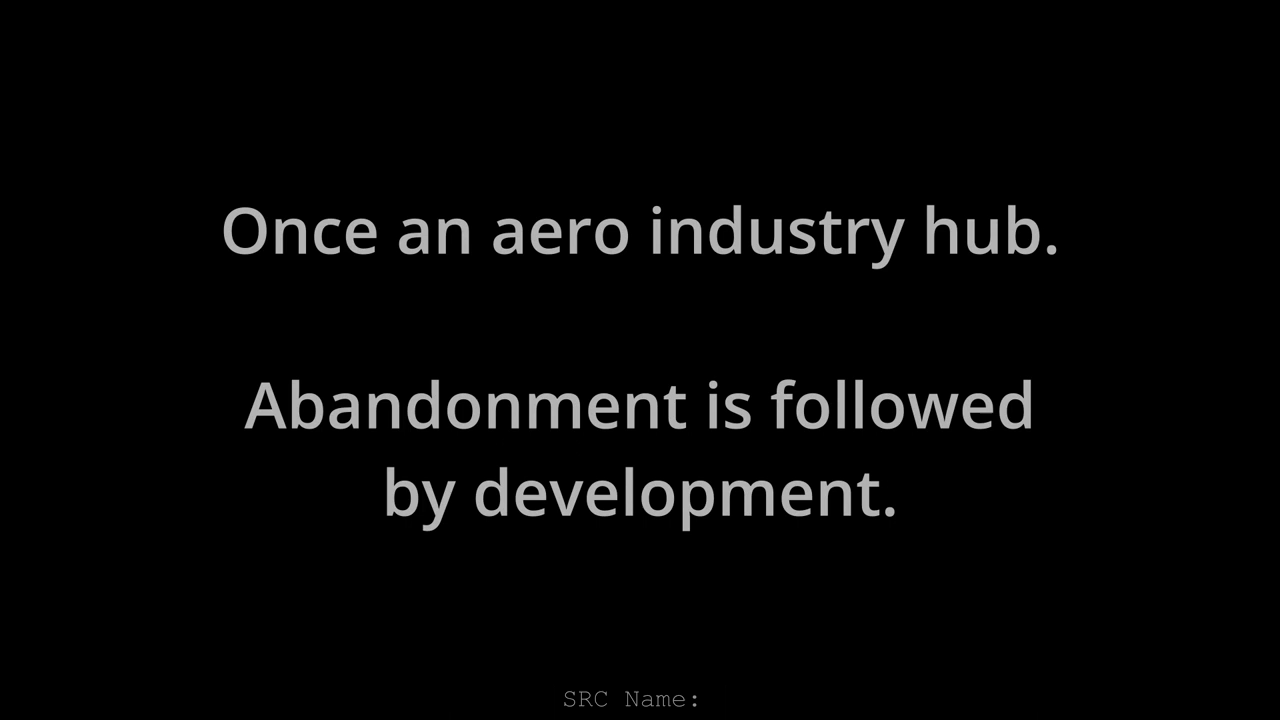 Once an aero industry hub.
Abandonment is followed
by development.
SRC Name: